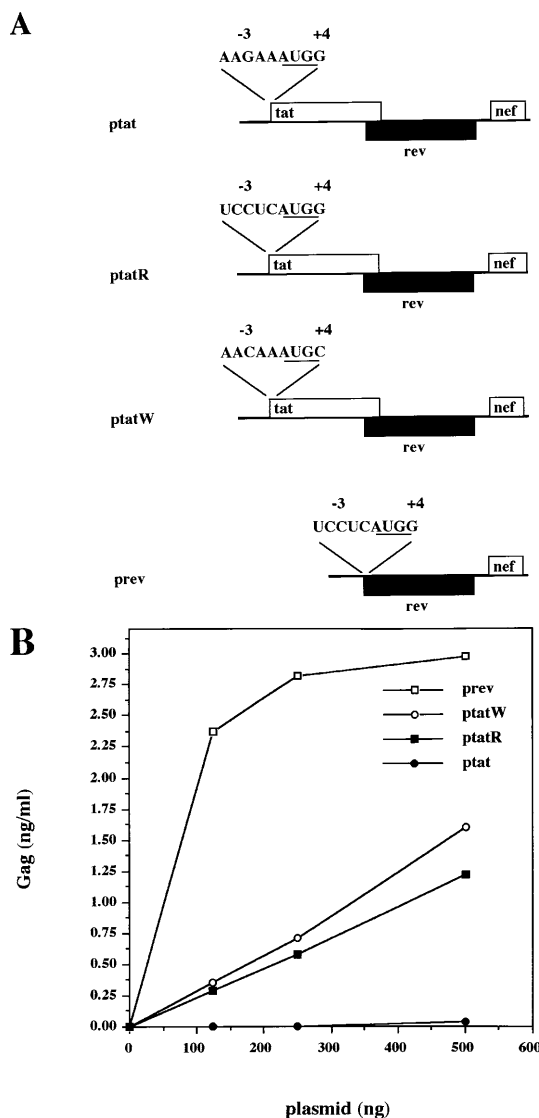 A
-3 +4
AAGAAAUGG
ptat
tat
nef
rev
-3 +4
UCCUCAUGG
ptatR
tat
nef
rev
-3 +4
AACAAAUGC
ptatW
tat
nef
rev
-3 +4
UCCUCAUGG
prev
nef
rev
B
3.00
2.75
2.50
2.25
2.00
1.75
1.50
1.25
1.00
0.75
0.50
0.25
0.00
Gag (ng/ml)
prev
ptatW
ptatR
ptat
0 100 200 300 400 500 600
plasmid (ng)